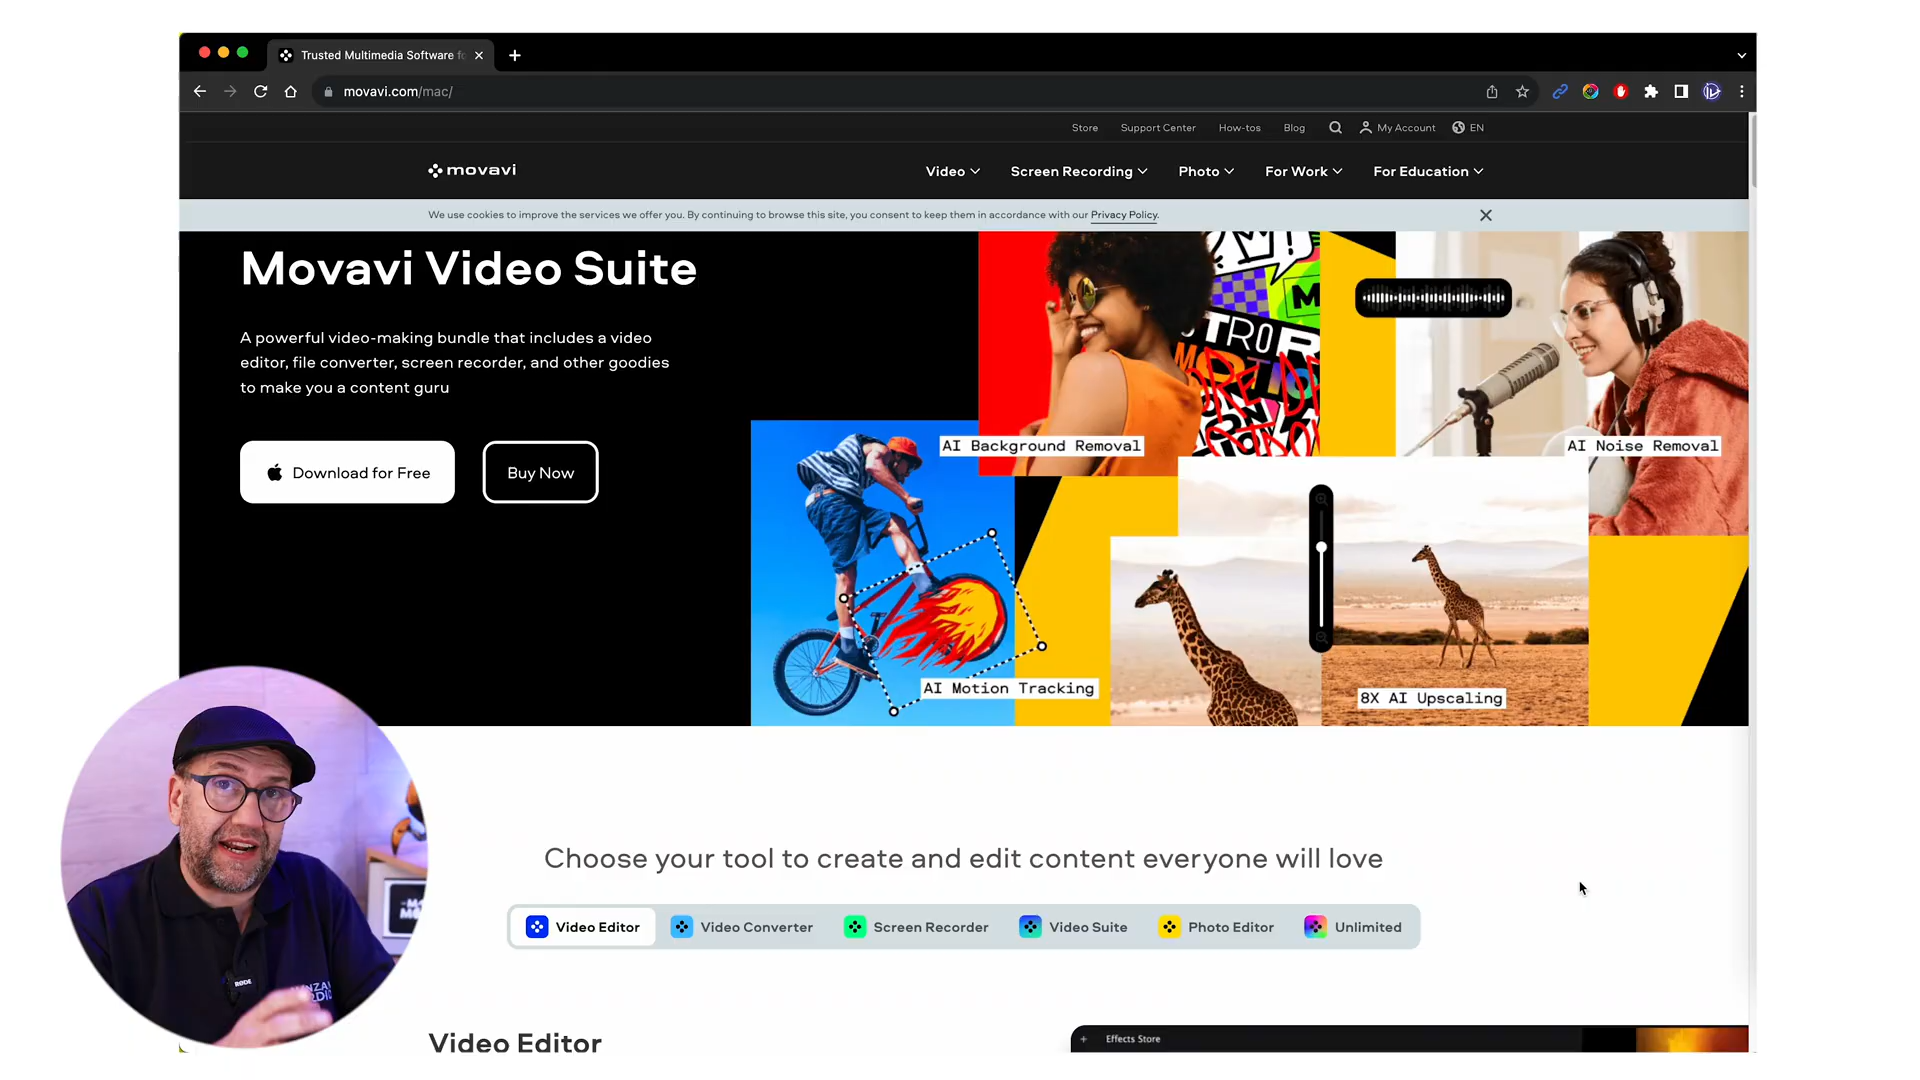 Trusted Multimedia Software fo
movavi.com/mac/
Store Support Center How-tos Blog My Account EN
movavi
Video Screen Recording Photo For Work For Education
We use cookies to improve the services we offer you. By continuing to browse this site, you consent to keep them in accordance with our Privacy Policy.
Movavi Video Suite
A powerful video-making bundle that includes a video
editor, file converter, screen recorder, and other goodies
to make you a content guru
Download for Free
Buy Now
AI Background Removal
AI Noise Removal
AI Motion Tracking
8X AI Upscaling
RØDE
Choose your tool to create and edit content everyone will love
Video Editor
Video Converter
Screen Recorder
Video Suite
Photo Editor
Unlimited
Video Editor
Effects Store